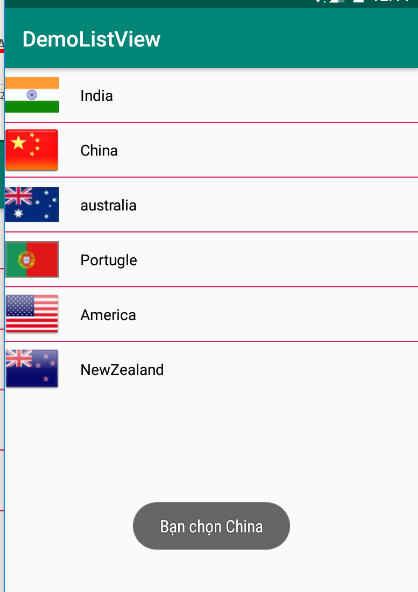 DemoListView
India
China
australia
Portugle
America
NewZealand
Bạn chọn China